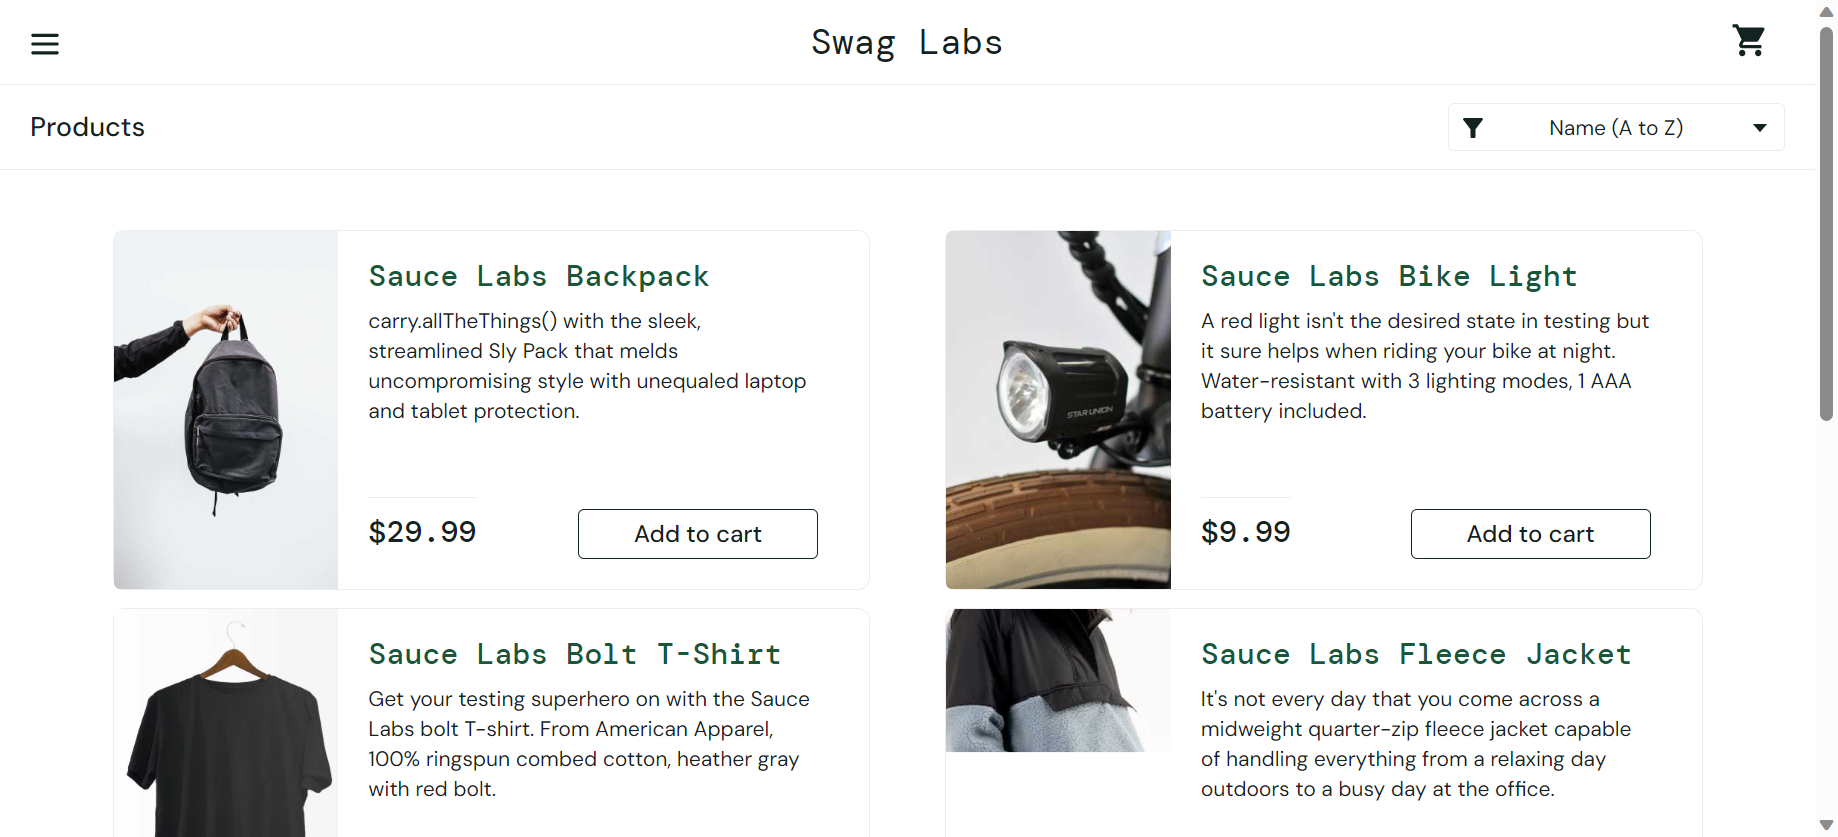 Swag Labs
Products
Name (A to Z)
Sauce Labs Backpack
carry.allTheThings() with the sleek,
streamlined Sly Pack that melds
uncompromising style with unequaled laptop
and tablet protection.
$29.99
Add to cart
Sauce Labs Bike Light
A red light isn't the desired state in testing but
it sure helps when riding your bike at night.
Water-resistant with 3 lighting modes, 1 AAA
battery included.
STAR UNION
$9.99
Add to cart
Sauce Labs Bolt T-Shirt
Get your testing superhero on with the Sauce
Labs bolt T-shirt. From American Apparel,
100% ringspun combed cotton, heather gray
with red bolt.
Sauce Labs Fleece Jacket
It's not every day that you come across a
midweight quarter-zip fleece jacket capable
of handling everything from a relaxing day
outdoors to a busy day at the office.